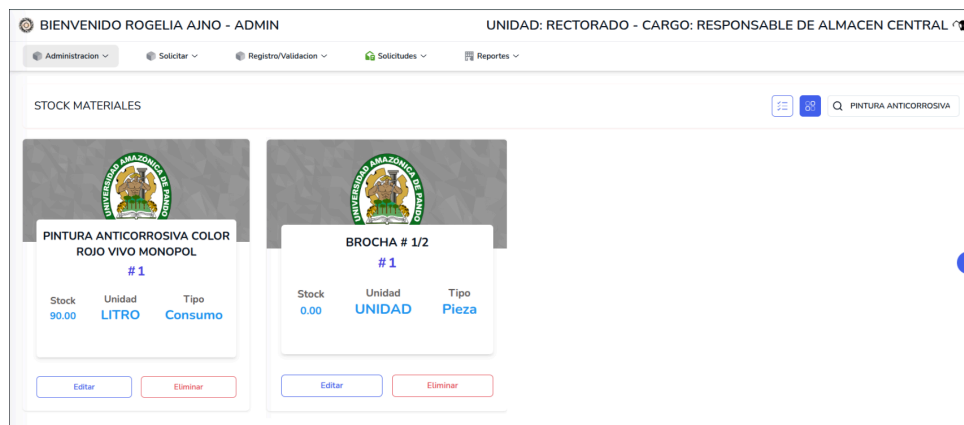 BIENVENIDO ROGELIA AJNO - ADMIN
UNIDAD: RECTORADO - CARGO: RESPONSABLE DE ALMACEN CENTRAL
Administracion
Solicitar
Registro/Validacion
Solicitudes
Reportes
STOCK MATERIALES
PINTURA ANTICORROSIVA
UNIVERSIDAD AMAZÓNICA DE PANDO
PINTURA ANTICORROSIVA COLOR
ROJO VIVO MONOPOL
#1
Stock Unidad Tipo
90.00 LITRO Consumo
Editar Eliminar
UNIVERSIDAD AMAZÓNICA DE PANDO
BROCHA # 1/2
#1
Stock Unidad Tipo
0.00 UNIDAD Pieza
Editar Eliminar